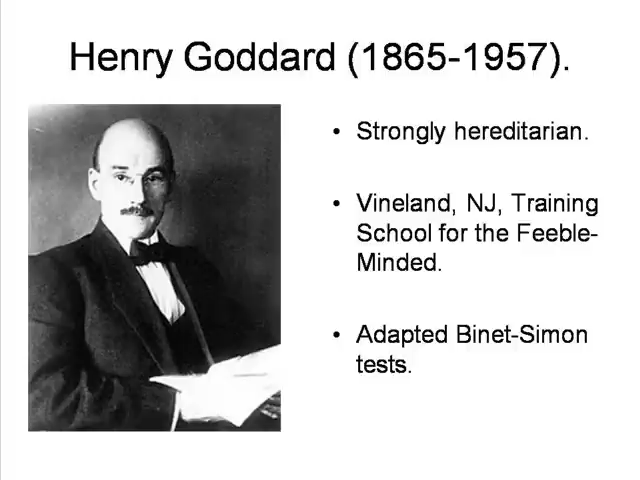 Henry Goddard (1865-1957).
• Strongly hereditarian.
• Vineland, NJ, Training
School for the Feeble-
Minded.
• Adapted Binet-Simon
tests.